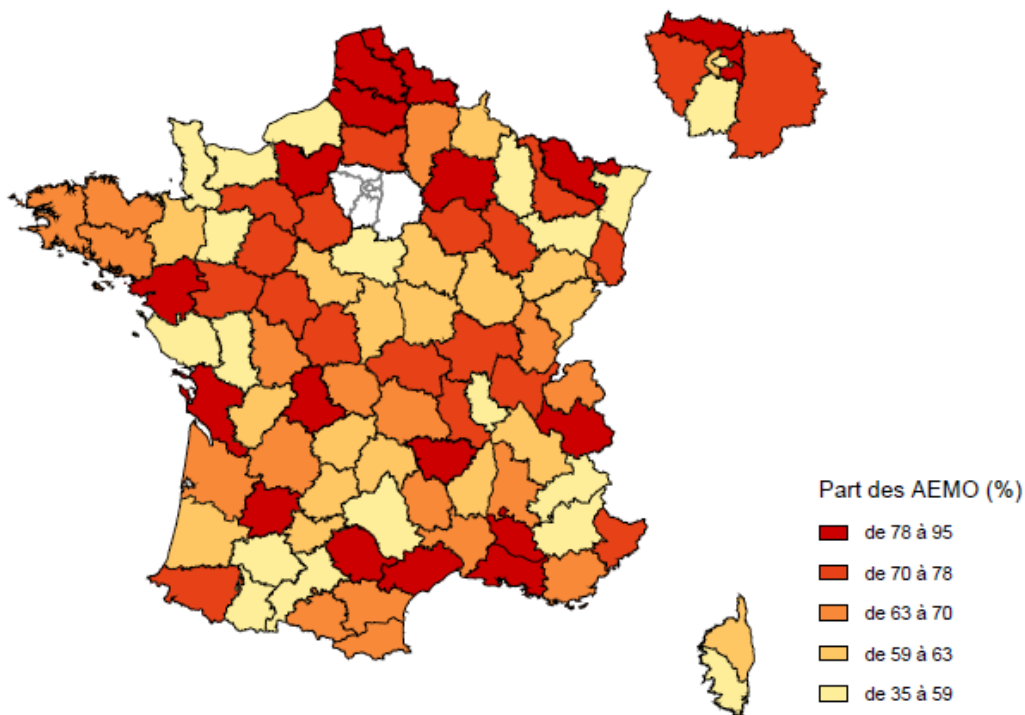 Part des AEMO (%)
de 78 à 95
de 70 à 78
de 63 à 70
de 59 à 63
de 35 à 59